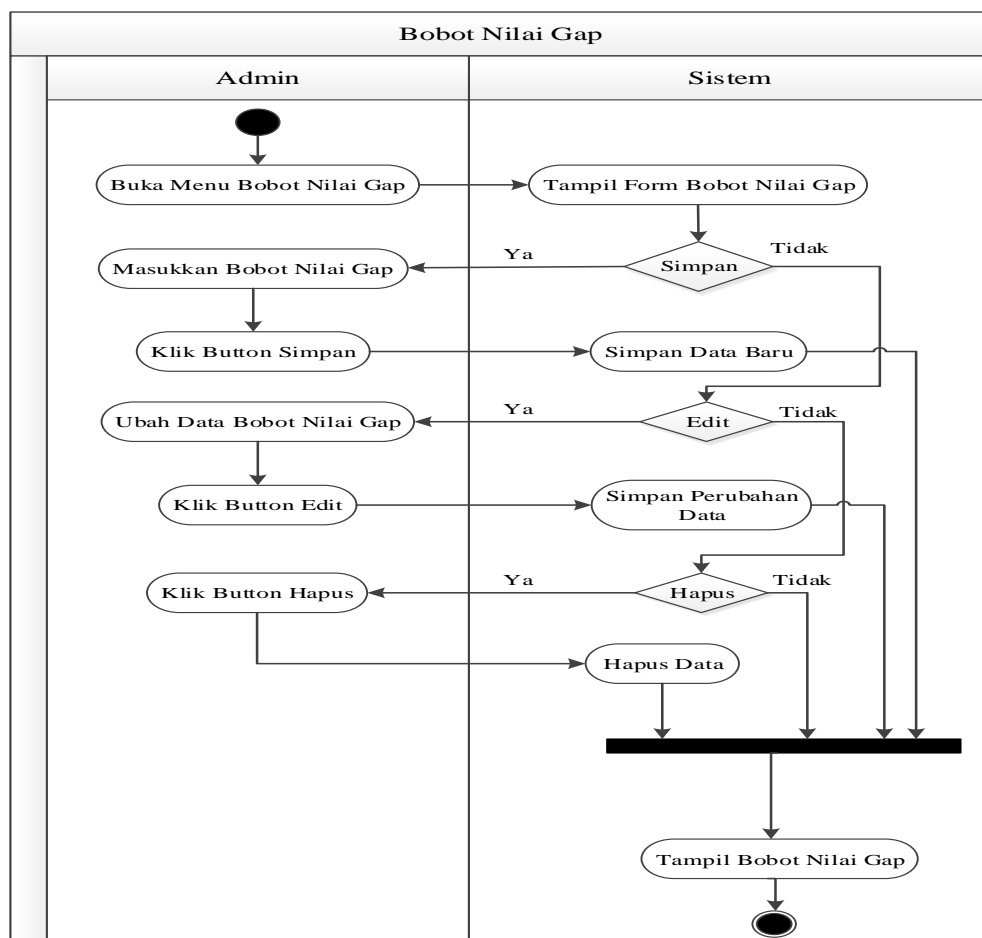 Bobot Nilai Gap
Admin
Sistem
Buka Menu Bobot Nilai Gap
Tampil Form Bobot Nilai Gap
Ya
Tidak
Masukkan Bobot Nilai Gap
Simpan
Klik Button Simpan
Simpan Data Baru
Ya
Tidak
Ubah Data Bobot Nilai Gap
Edit
Klik Button Edit
Simpan Perubahan
Data
Ya
Tidak
Klik Button Hapus
Hapus
Hapus Data
Tampil Bobot Nilai Gap